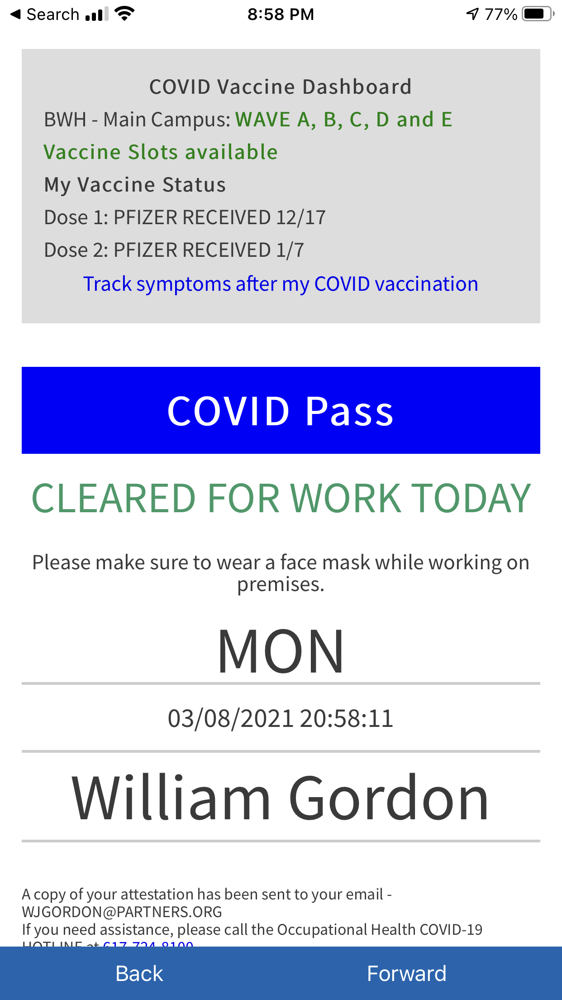 Search 8:58 PM 77%
COVID Vaccine Dashboard
BWH - Main Campus: WAVE A, B, C, D and E
Vaccine Slots available
My Vaccine Status
Dose 1: PFIZER RECEIVED 12/17
Dose 2: PFIZER RECEIVED 1/7
Track symptoms after my COVID vaccination
COVID Pass
CLEARED FOR WORK TODAY
Please make sure to wear a face mask while working on
premises.
MON
03/08/2021 20:58:11
William Gordon
A copy of your attestation has been sent to your email -
WJGORDON@PARTNERS.ORG
If you need assistance, please call the Occupational Health COVID-19
HOTLINE at 617-724-8100
Back Forward